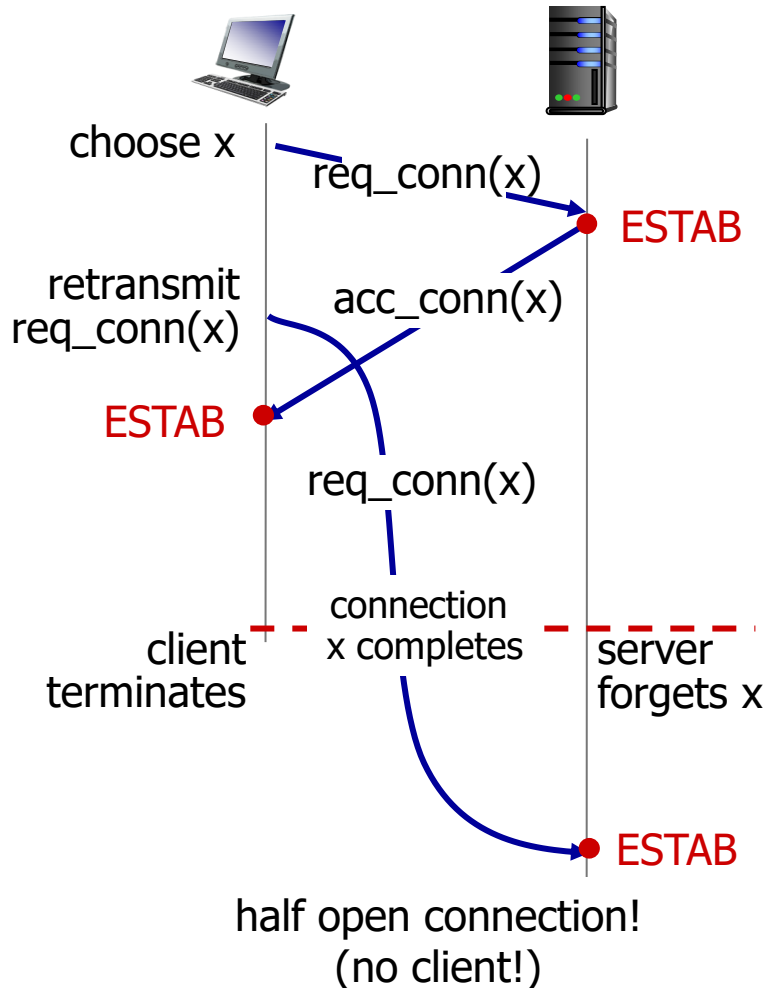 choose x
req_conn(x)
ESTAB
retransmit
req_conn(x)
acc_conn(x)
ESTAB
req_conn(x)
connection
x completes
client
terminates
server
forgets x
ESTAB
half open connection!
(no client!)